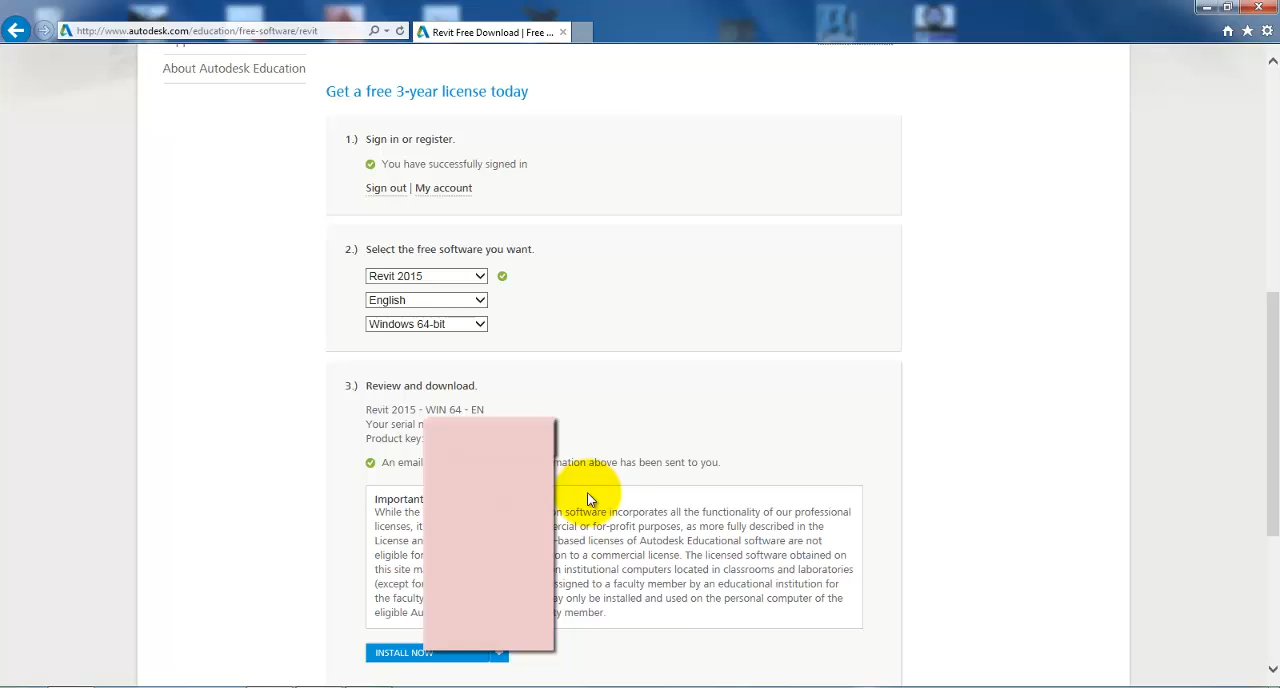 http://www.autodesk.com/education/free-software/revit
Revit Free Download | Free ...
About Autodesk Education
Get a free 3-year license today
1.) Sign in or register.
You have successfully signed in
Sign out | My account
2.) Select the free software you want.
Revit 2015
English
Windows 64-bit
3.) Review and download.
Revit 2015 - WIN 64 - EN
Your serial
Product key:
An email mation above has been sent to you.
Important
While the n software incorporates all the functionality of our professional
licenses, it ercial or for-profit purposes, as more fully described in the
License an -based licenses of Autodesk Educational software are not
eligible for on to a commercial license. The licensed software obtained
this site m n institutional computers located in classrooms and laboratories
(except for ssigned to a faculty member by an educational institution for
the faculty y only be installed and used on the personal computer of the
eligible Au y member.
INSTALL NOW